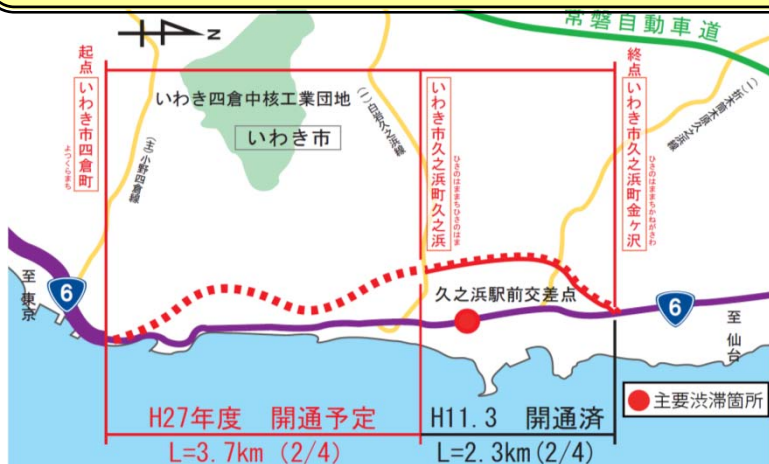 常磐自動車道
N
起点
いわき市四倉町
よつくらまち
(主)小野四倉線
いわき四倉中核工業団地
いわき市
(一)白岩久之浜線
いわき市久之浜町久之浜
ひさのはままちひさのはま
終点
いわき市久之浜町金ヶ沢
ひさのはままちかねがさわ
至 東京
6
久之浜駅前交差点
6
至 仙台
主要渋滞箇所
H27年度 開通予定
L=3.7km (2/4)
H11.3 開通済
L=2.3km(2/4)